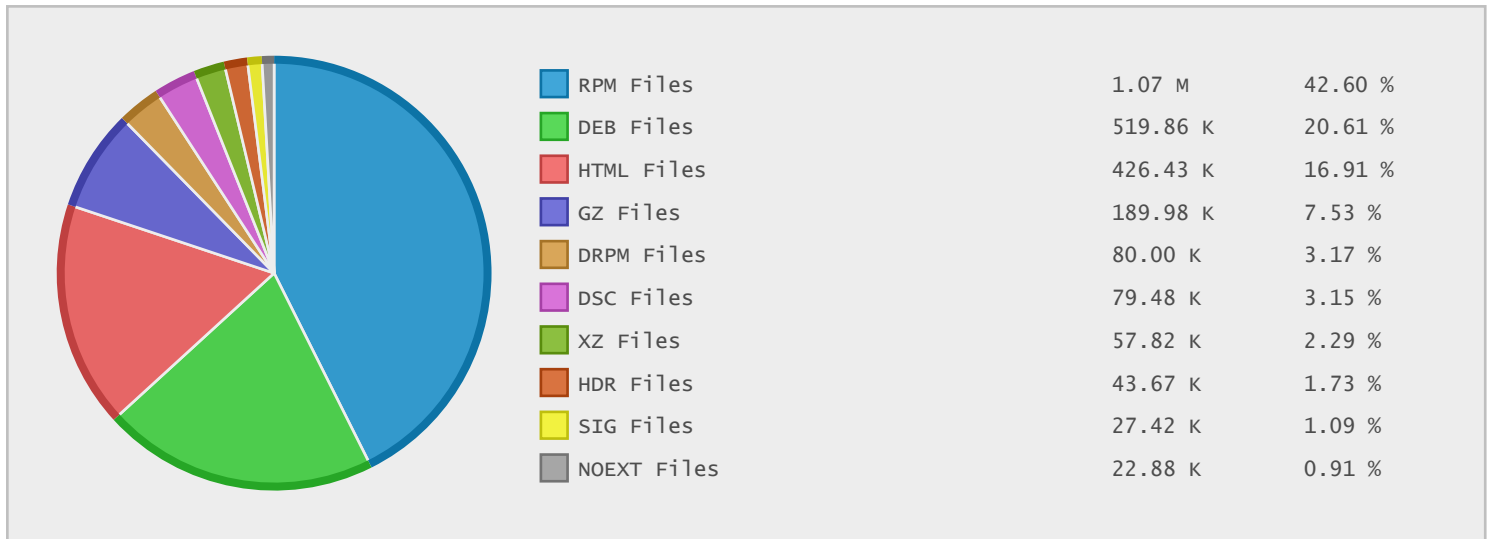 RPM Files 1.07 M 42.60 %
DEB Files 519.86 K 20.61 %
HTML Files 426.43 K 16.91 %
GZ Files 189.98 K 7.53 %
DRPM Files 80.00 K 3.17 %
DSC Files 79.48 K 3.15 %
XZ Files 57.82 K 2.29 %
HDR Files 43.67 K 1.73 %
SIG Files 27.42 K 1.09 %
NOEXT Files 22.88 K 0.91 %